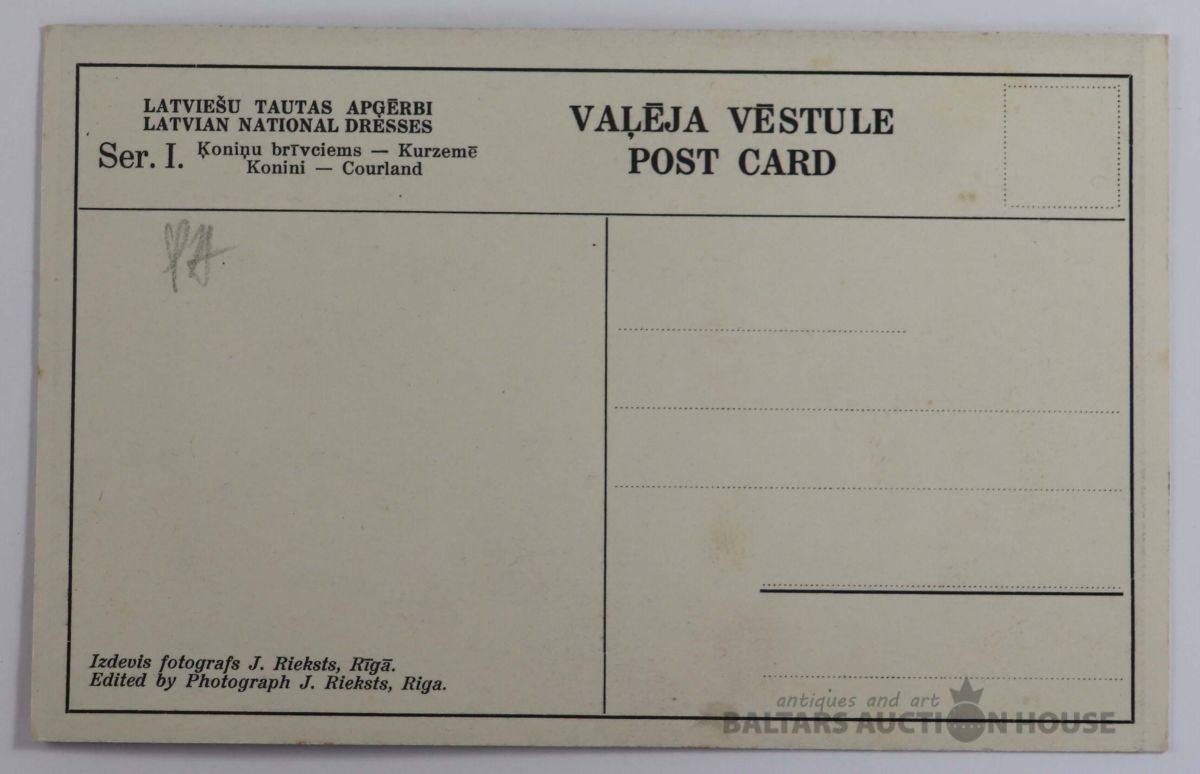 LATVIEŠU TAUTAS APĢĒRBI
LATVIAN NATIONAL DRESSES
Ser. I.
Ķoniņu brīvciems — Kurzemē
Konini — Courland
VAĻĒJA VĒSTULE
POST CARD
Izdevis fotografs J. Rieksts, Rīgā.
Edited by Photograph J. Rieksts, Riga.
antiques and art
BALTARS AUCTION HOUSE